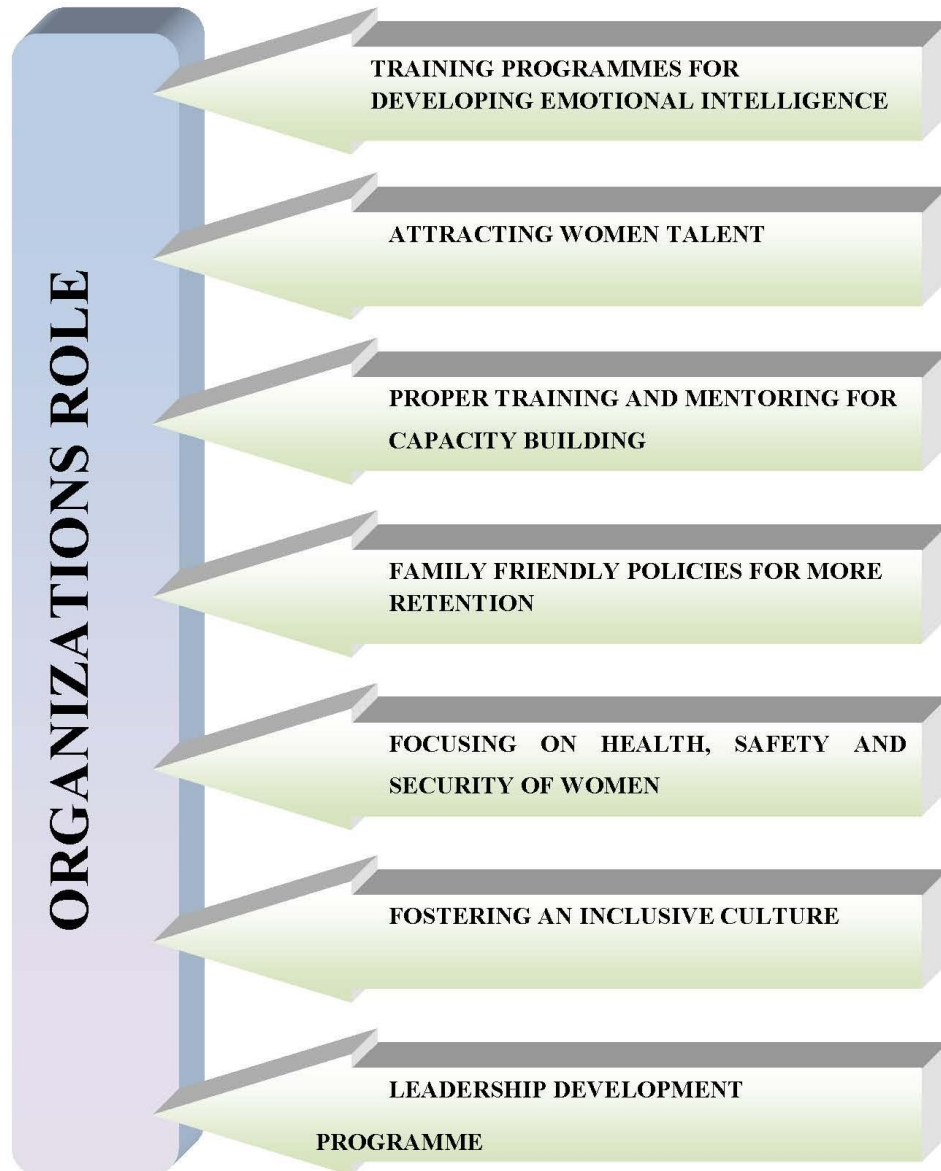 ORGANIZATIONS ROLE
TRAINING PROGRAMMES FOR
DEVELOPING EMOTIONAL INTELLIGENCE
ATTRACTING WOMEN TALENT
PROPER TRAINING AND MENTORING FOR
CAPACITY BUILDING
FAMILY FRIENDLY POLICIES FOR MORE
RETENTION
FOCUSING ON HEALTH, SAFETY AND
SECURITY OF WOMEN
FOSTERING AN INCLUSIVE CULTURE
LEADERSHIP DEVELOPMENT
PROGRAMME